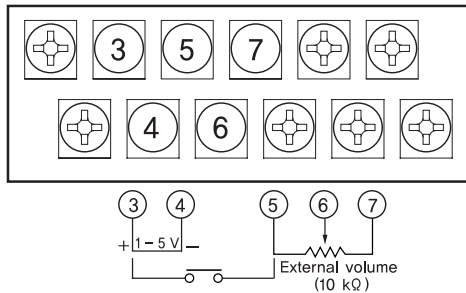 3 5 7
4 6
3 4 5 6 7
+ 1–5 V −
External volume
(10 kΩ)